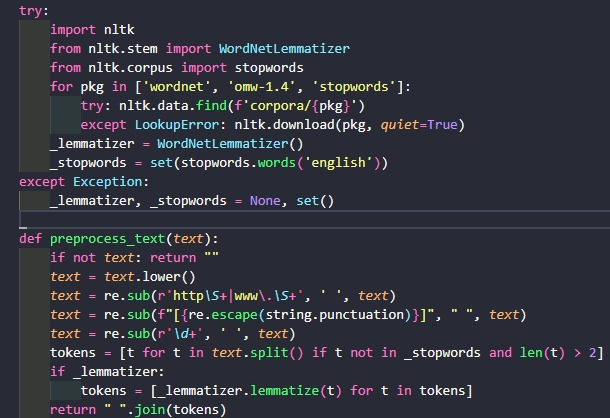 try:
    import nltk
    from nltk.stem import WordNetLemmatizer
    from nltk.corpus import stopwords
    for pkg in ['wordnet', 'omw-1.4', 'stopwords']:
        try: nltk.data.find(f'corpora/{pkg}')
        except LookupError: nltk.download(pkg, quiet=True)
    _lemmatizer = WordNetLemmatizer()
    _stopwords = set(stopwords.words('english'))
except Exception:
    _lemmatizer, _stopwords = None, set()

def preprocess_text(text):
    if not text: return ""
    text = text.lower()
    text = re.sub(r'http\S+|www\.\S+', ' ', text)
    text = re.sub(f"[{re.escape(string.punctuation)}]", " ", text)
    text = re.sub(r'\d+', ' ', text)
    tokens = [t for t in text.split() if t not in _stopwords and len(t) > 2]
    if _lemmatizer:
        tokens = [_lemmatizer.lemmatize(t) for t in tokens]
    return " ".join(tokens)